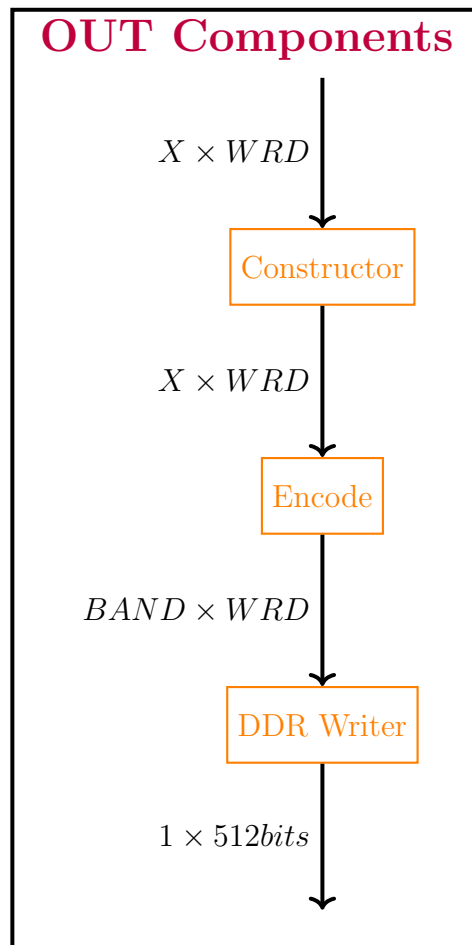 OUT Components
X × WRD
Constructor
X × WRD
Encode
BAND × WRD
DDR Writer
1 × 512bits